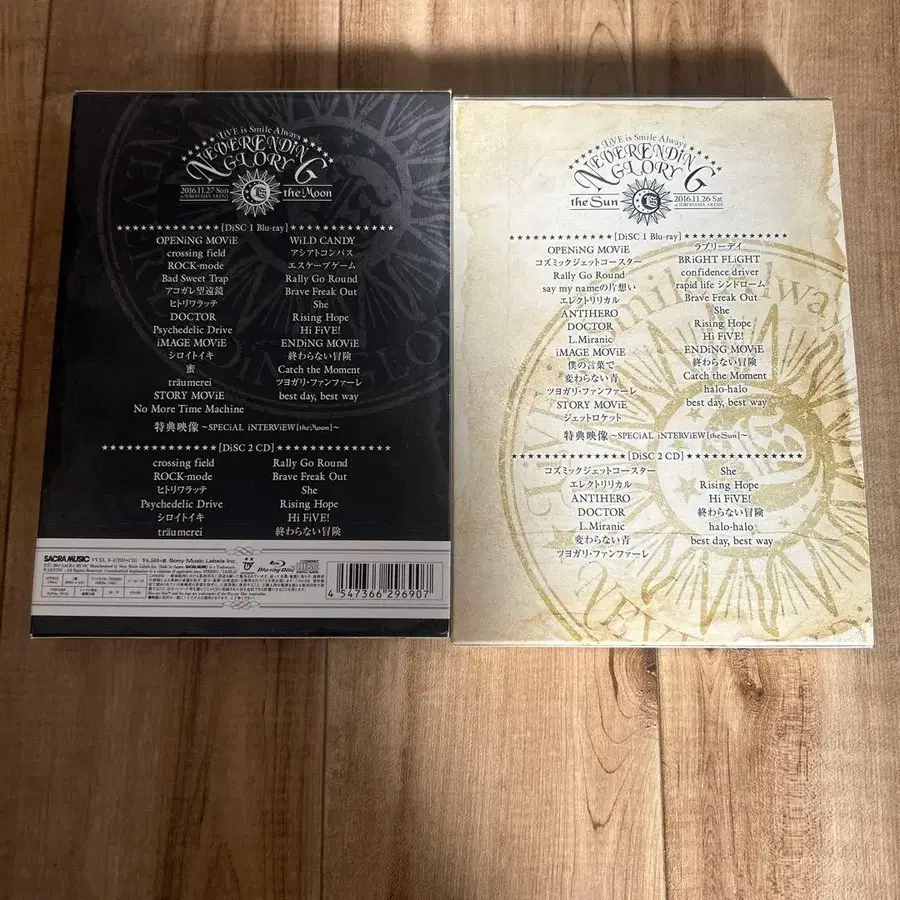 LiVE is Smile Always
NEVERENDiNG
GLORY
2016.11.27 Sun
at YOKOHAMA ARENA
the Moon
[DiSC 1 Blu-ray]
OPENiNG MOViE
crossing field
ROCK-mode
Bad Sweet Trap
アコガレ望遠鏡
ヒトリワラッテ
DOCTOR
Psychedelic Drive
iMAGE MOViE
シロイトイキ
蜜
träumerei
STORY MOViE
No More Time Machine
WiLD CANDY
アシアトコンパス
エスケープゲーム
Rally Go Round
Brave Freak Out
She
Rising Hope
Hi FiVE!
ENDiNG MOViE
終わらない冒険
Catch the Moment
ツヨガリ・ファンファーレ
best day, best way
特典映像 ～SPECiAL iNTERViEW [the Moon]～
[DiSC 2 CD]
crossing field
ROCK-mode
ヒトリワラッテ
Psychedelic Drive
シロイトイキ
träumerei
Rally Go Round
Brave Freak Out
She
Rising Hope
Hi FiVE!
終わらない冒険
SACRA MUSIC
Sony Music Labels Inc.
Blu-ray Disc
4 547366 296907
LiVE is Smile Always
NEVERENDiNG
GLORY
the Sun
2016.11.26 Sat
at YOKOHAMA ARENA
[DiSC 1 Blu-ray]
OPENiNG MOViE
コズミックジェットコースター
Rally Go Round
say my nameの片想い
エレクトリリカル
ANTIHERO
DOCTOR
L.Miranic
iMAGE MOViE
僕の言葉で
変わらない青
ツヨガリ・ファンファーレ
STORY MOViE
ジェットロケット
ラブリーデイ
BRiGHT FLiGHT
confidence driver
rapid life シンドローム
Brave Freak Out
She
Rising Hope
Hi FiVE!
ENDiNG MOViE
終わらない冒険
Catch the Moment
halo-halo
best day, best way
特典映像 ～SPECiAL iNTERViEW [the Sun]～
[DiSC 2 CD]
コズミックジェットコースター
エレクトリリカル
ANTIHERO
DOCTOR
L.Miranic
変わらない青
ツヨガリ・ファンファーレ
She
Rising Hope
Hi FiVE!
終わらない冒険
halo-halo
best day, best way